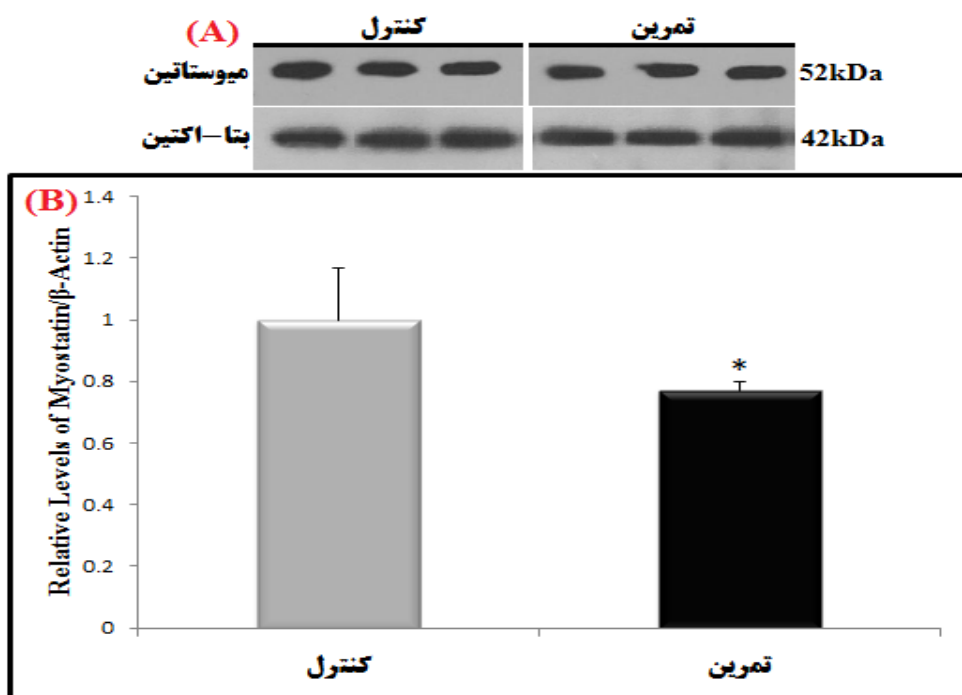 (A)
کنترل
تمرین
میوستاتین
52kDa
بتا–اکتین
42kDa
(B)
Relative Levels of Myostatin/β-Actin
1.4
1.2
1
0.8
0.6
0.4
0.2
0
*
کنترل
تمرین